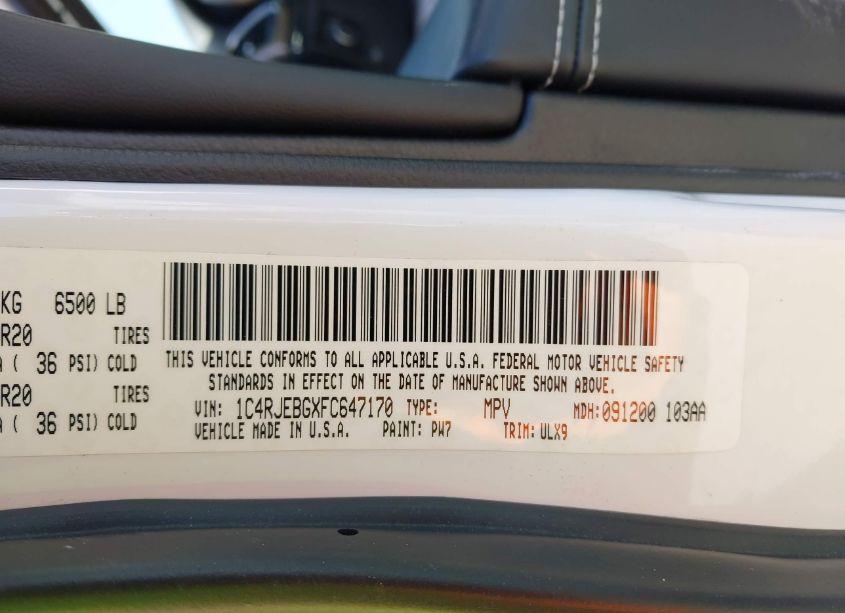 KG 6500 LB
R20 TIRES
( 36 PSI) COLD
R20 TIRES
( 36 PSI) COLD
THIS VEHICLE CONFORMS TO ALL APPLICABLE U.S.A. FEDERAL MOTOR VEHICLE SAFETY
STANDARDS IN EFFECT ON THE DATE OF MANUFACTURE SHOWN ABOVE.
VIN: 1C4RJEBGXFC647170 TYPE: MPV MDH:091200 103AA
VEHICLE MADE IN U.S.A. PAINT: PW7 TRIM:ULX9